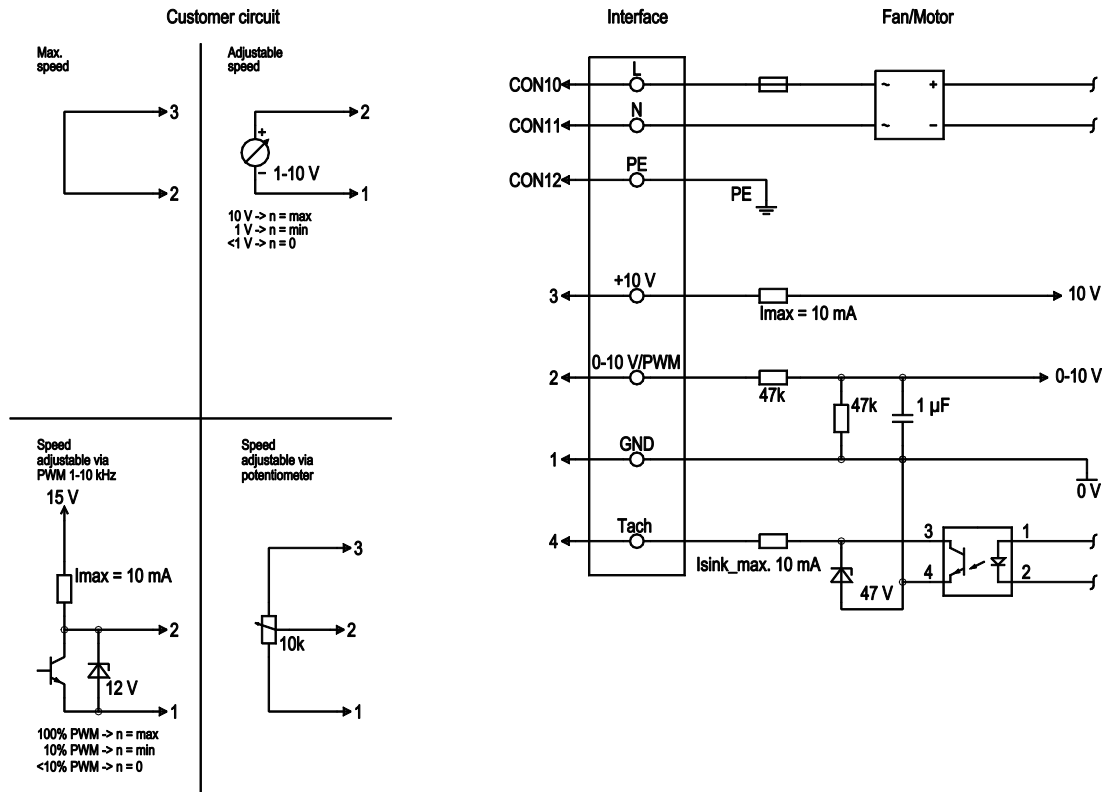 Customer circuit
Interface
Fan/Motor
Max.
speed
3
2
Adjustable
speed
2
+
–
1-10 V
1
10 V -> n = max
1 V -> n = min
<1 V -> n = 0
Speed
adjustable via
PWM 1-10 kHz
15 V
Imax = 10 mA
2
12 V
1
100% PWM -> n = max
10% PWM -> n = min
<10% PWM -> n = 0
Speed
adjustable via
potentiometer
3
2
10k
1
L
CON10
~ +
N
CON11
~ –
PE
CON12
PE
+10 V
3
10 V
Imax = 10 mA
0-10 V/PWM
2
0-10 V
47k
47k
1 µF
GND
1
0 V
Tach
4
3
1
Isink_max. 10 mA
4
2
47 V